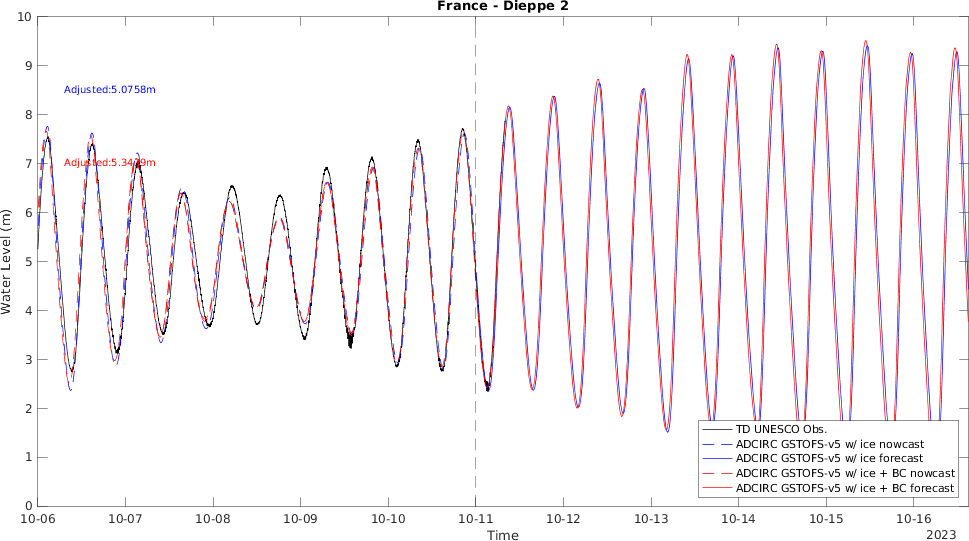 France - Dieppe 2
10
9
8
7
6
5
4
3
2
1
0
Water Level (m)
Adjusted:5.0758m
TD UNESCO Obs.
ADCIRC GSTOFS-v5 w/ ice nowcast
ADCIRC GSTOFS-v5 w/ ice forecast
ADCIRC GSTOFS-v5 w/ ice + BC nowcast
ADCIRC GSTOFS-v5 w/ ice + BC forecast
10-06 10-07 10-08 10-09 10-10 10-11 10-12 10-13 10-14 10-15 10-16
Time
2023